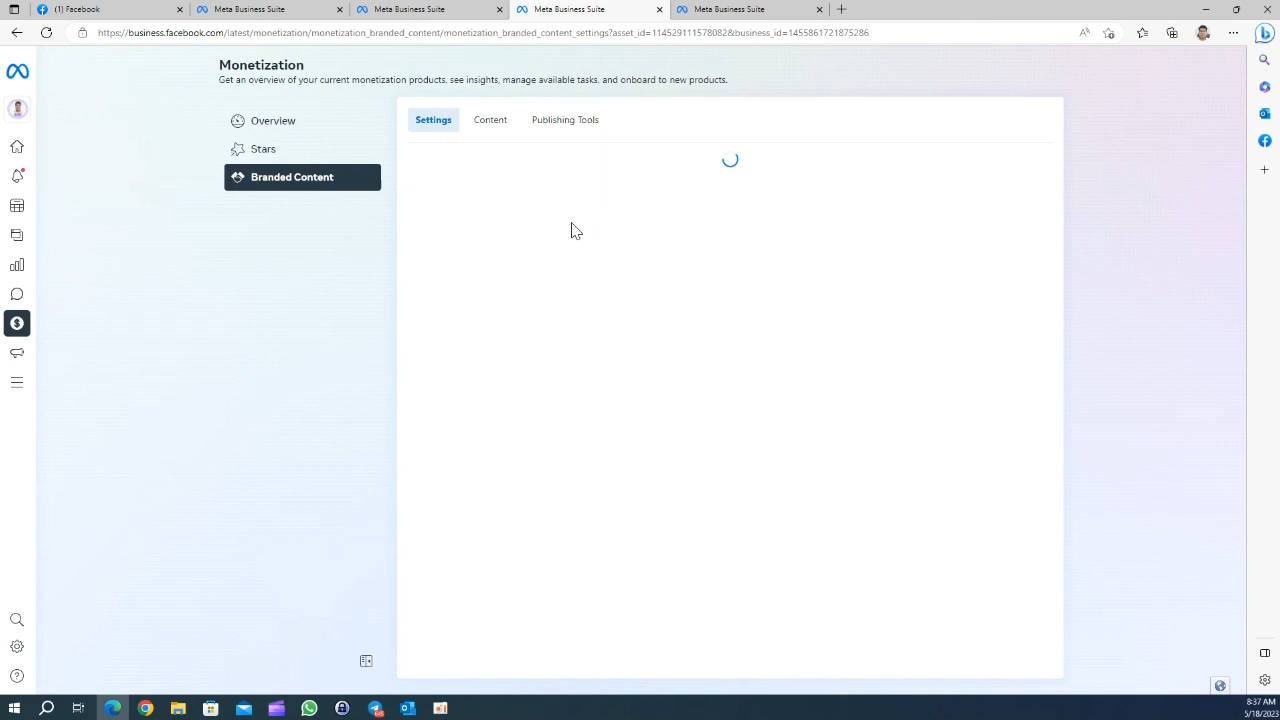 (1) Facebook
Meta Business Suite
Meta Business Suite
Meta Business Suite
Meta Business Suite
https://business.facebook.com/latest/monetization/monetization_branded_content/monetization_branded_content_settings?asset_id=114529111578082&business_id=1455861721875286
Monetization
Get an overview of your current monetization products, see insights, manage available tasks, and onboard to new products.
Overview
Stars
Branded Content
Settings
Content
Publishing Tools
8:37 AM
5/18/2023